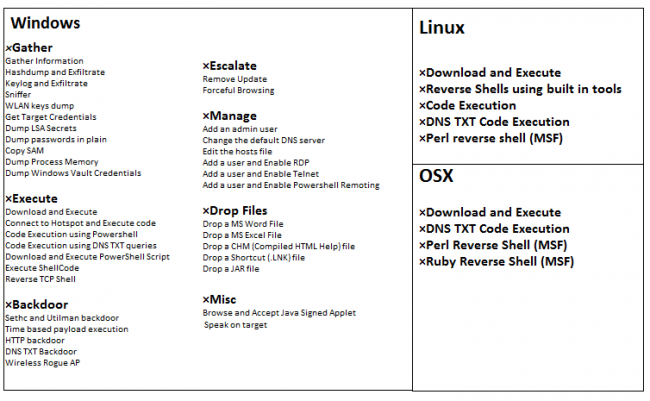 Windows
×Gather
Gather Information
Hashdump and Exfiltrate
Keylog and Exfiltrate
Sniffer
WLAN keys dump
Get Target Credentials
Dump LSA Secrets
Dump passwords in plain
Copy SAM
Dump Process Memory
Dump Windows Vault Credentials
×Execute
Download and Execute
Connect to Hotspot and Execute code
Code Execution using Powershell
Code Execution using DNS TXT queries
Download and Execute PowerShell Script
Execute ShellCode
Reverse TCP Shell
×Backdoor
Sethc and Utilman backdoor
Time based payload execution
HTTP backdoor
DNS TXT Backdoor
Wireless Rogue AP
×Escalate
Remove Update
Forceful Browsing
×Manage
Add an admin user
Change the default DNS server
Edit the hosts file
Add a user and Enable RDP
Add a user and Enable Telnet
Add a user and Enable Powershell Remoting
×Drop Files
Drop a MS Word File
Drop a MS Excel File
Drop a CHM (Compiled HTML Help) file
Drop a Shortcut (.LNK) file
Drop a JAR file
×Misc
Browse and Accept Java Signed Applet
Speak on target
Linux
×Download and Execute
×Reverse Shells using built in tools
×Code Execution
×DNS TXT Code Execution
×Perl reverse shell (MSF)
OSX
×Download and Execute
×DNS TXT Code Execution
×Perl Reverse Shell (MSF)
×Ruby Reverse Shell (MSF)